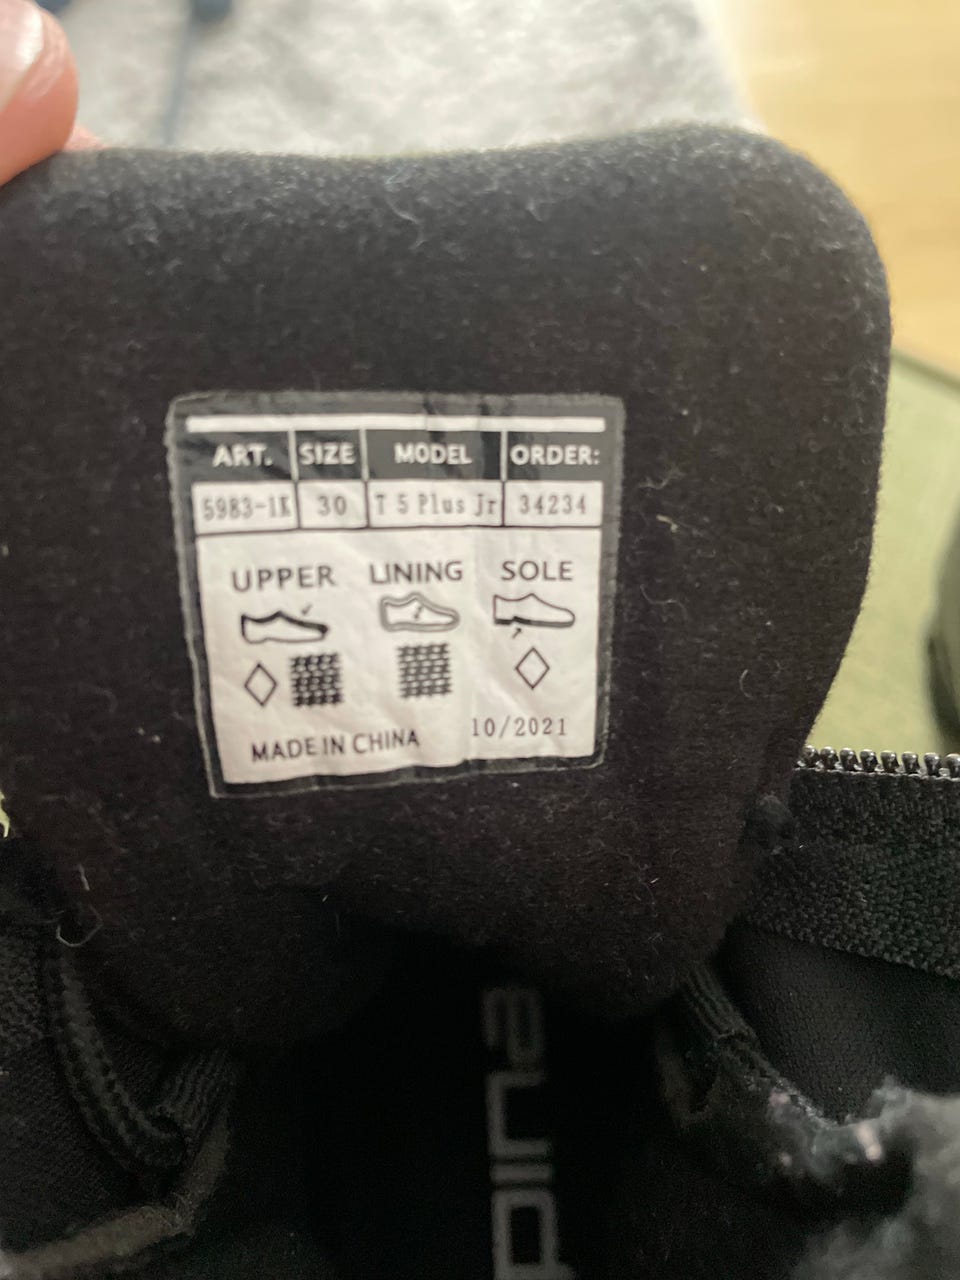 ART. SIZE MODEL ORDER:
5983-1K 30 T 5 Plus Jr 34234
UPPER LINING SOLE
MADE IN CHINA 10/2021